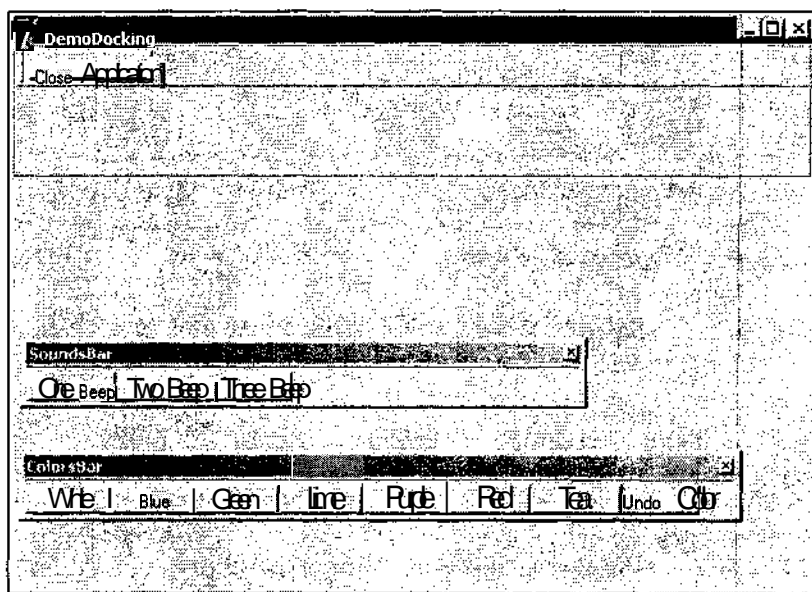 DemoDocking
Close Application
SoundsBar
One Beep Two Beep Three Beep
ColorsBar
White Blue Green Lime Purple Red Teal Undo Color